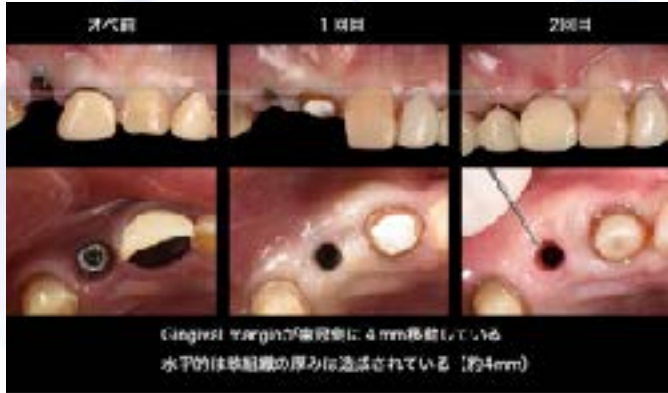 オペ前
1回目
2回目
Gingival marginが歯冠側に4mm移動している
水平的は軟組織の厚みは造成されている(約4mm)